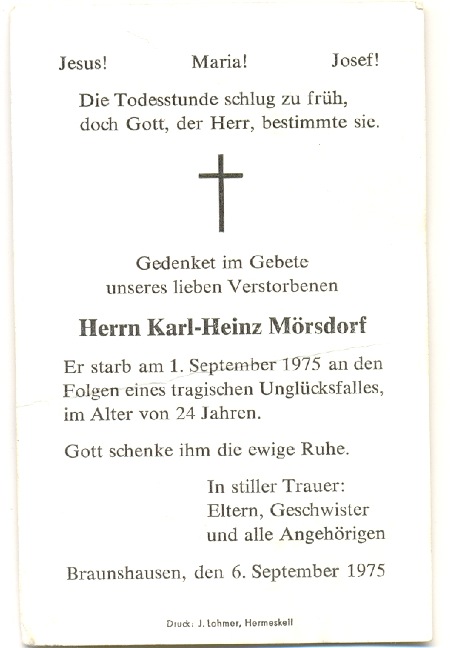 Jesus! Maria! Josef!
Die Todesstunde schlug zu früh,
doch Gott, der Herr, bestimmte sie.
Gedenket im Gebete
unseres lieben Verstorbenen
Herrn Karl-Heinz Mörsdorf
Er starb am 1. September 1975 an den
Folgen eines tragischen Unglücksfalles,
im Alter von 24 Jahren.
Gott schenke ihm die ewige Ruhe.
In stiller Trauer:
Eltern, Geschwister
und alle Angehörigen
Braunshausen, den 6. September 1975
Druck: J. Lohmer, Hermeskeil